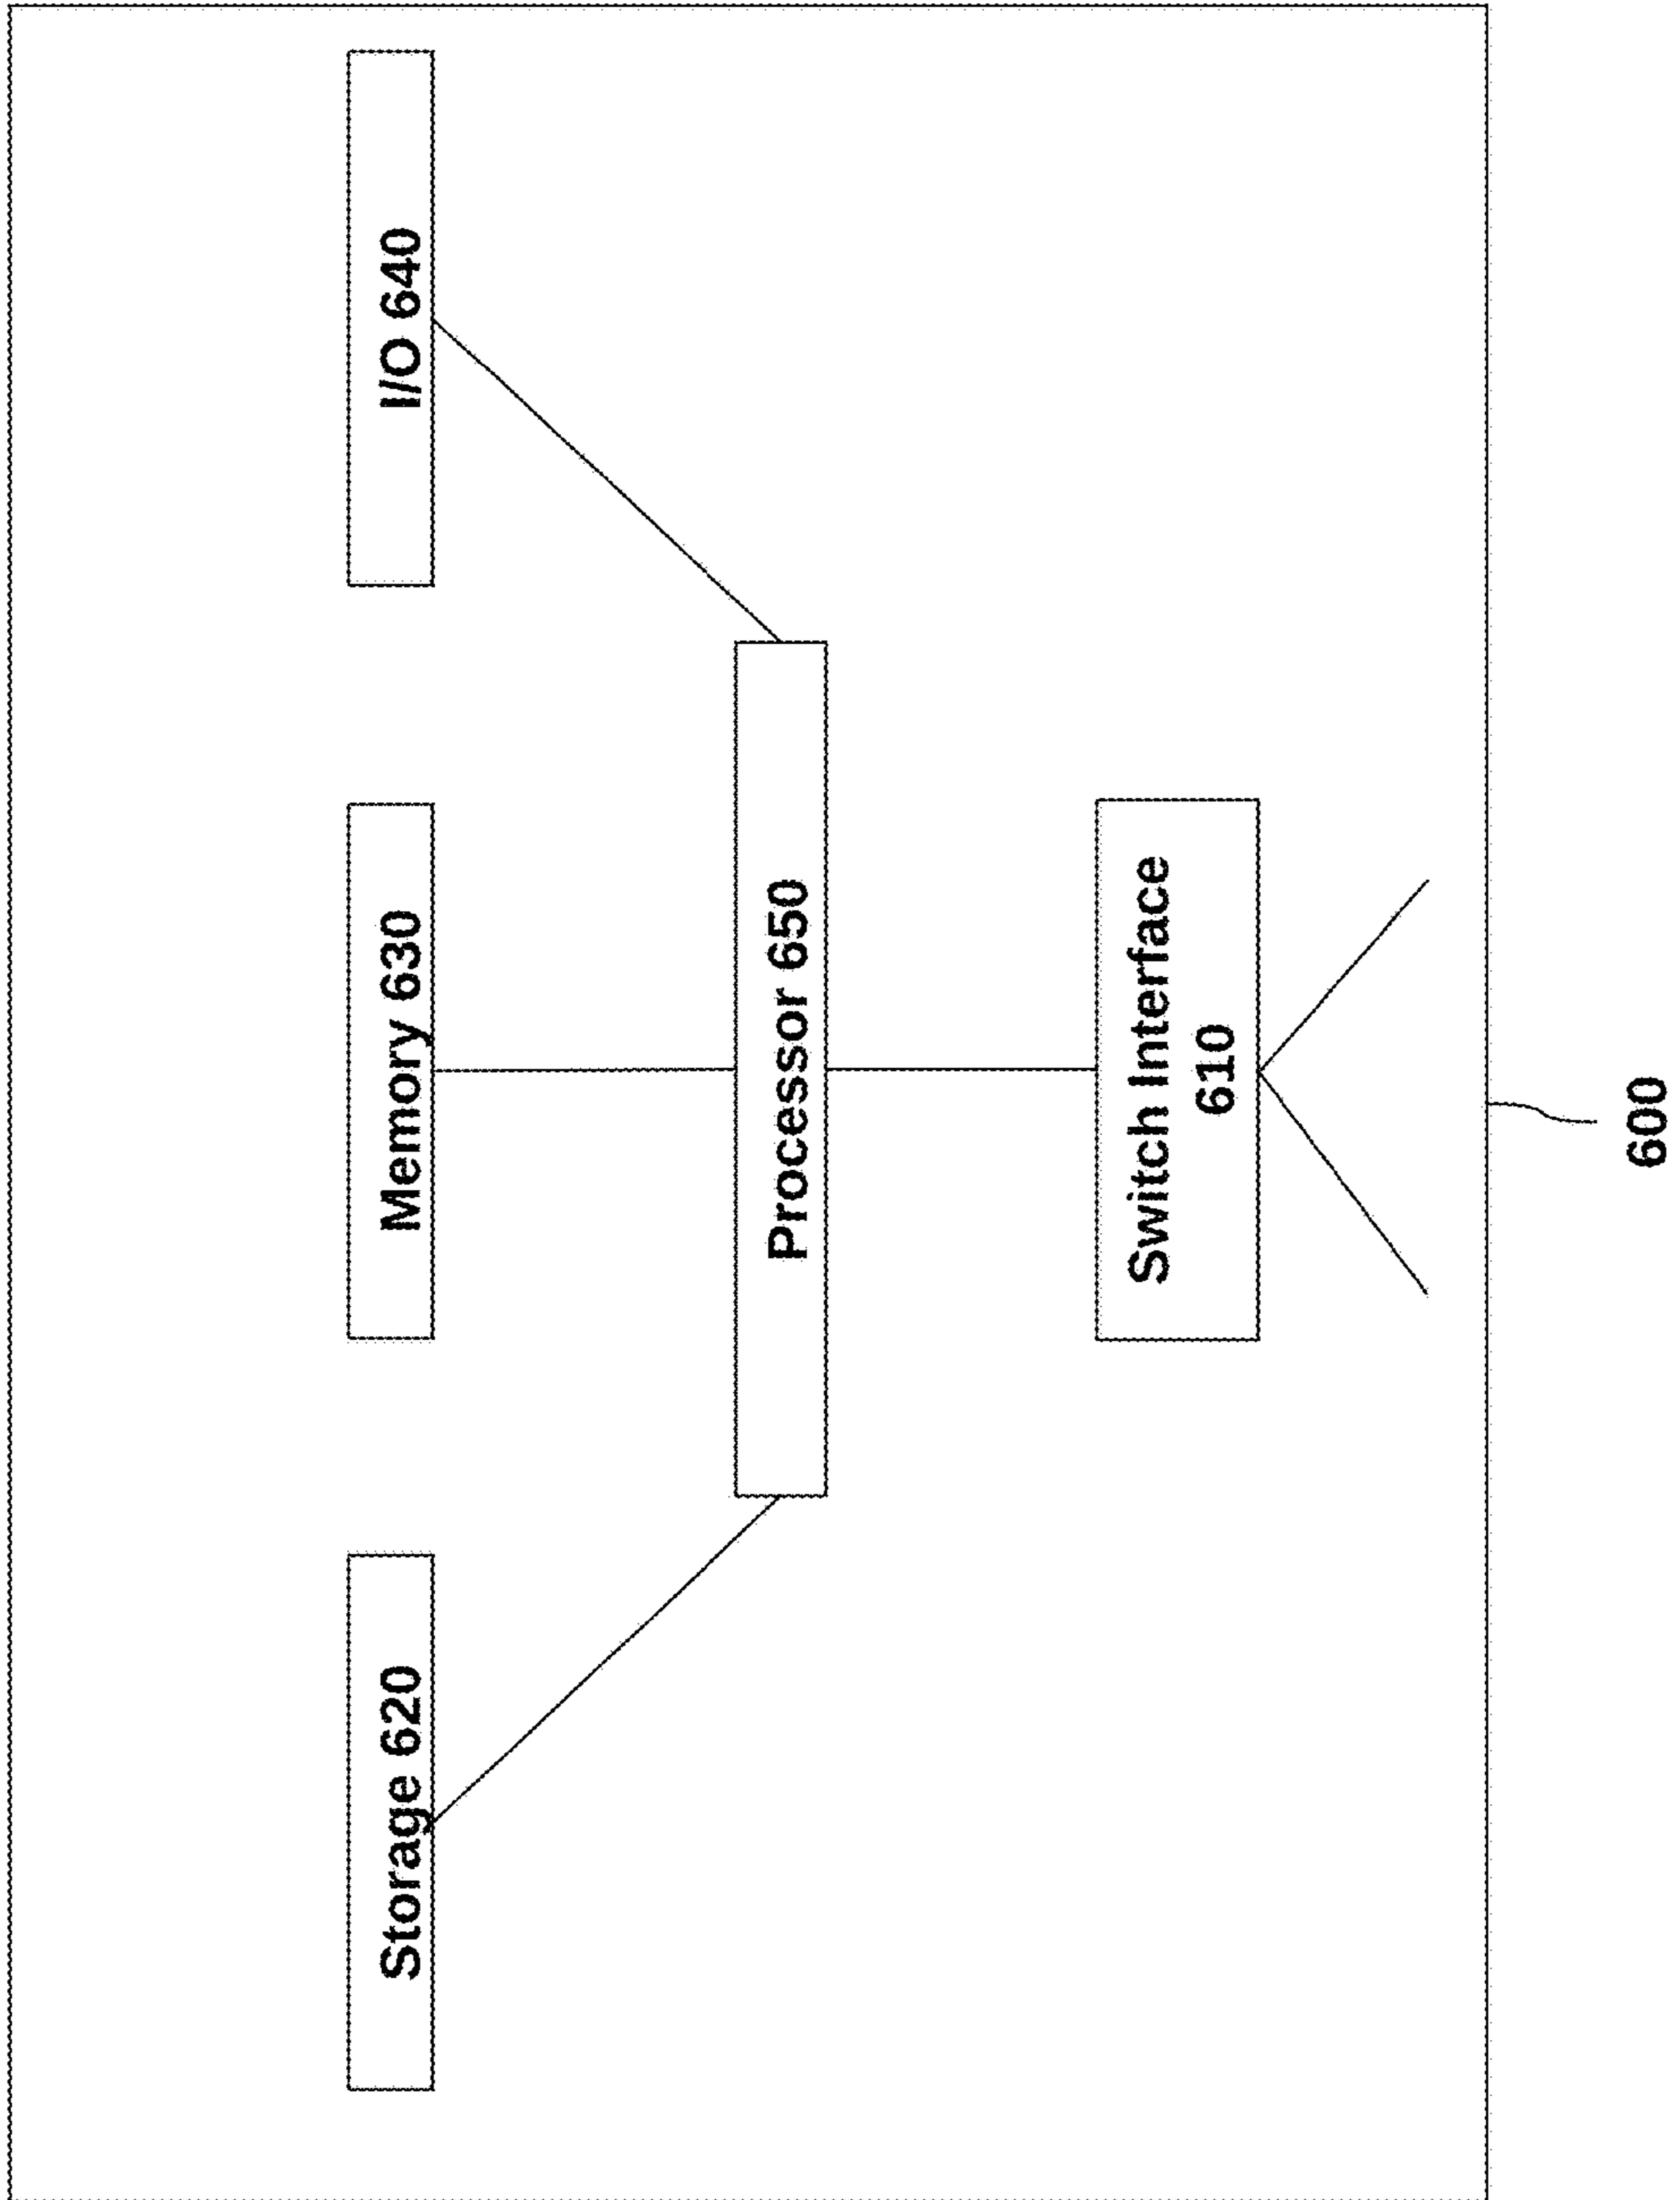 Storage 620
Memory 630
I/O 640
Processor 650
Switch Interface
610
600